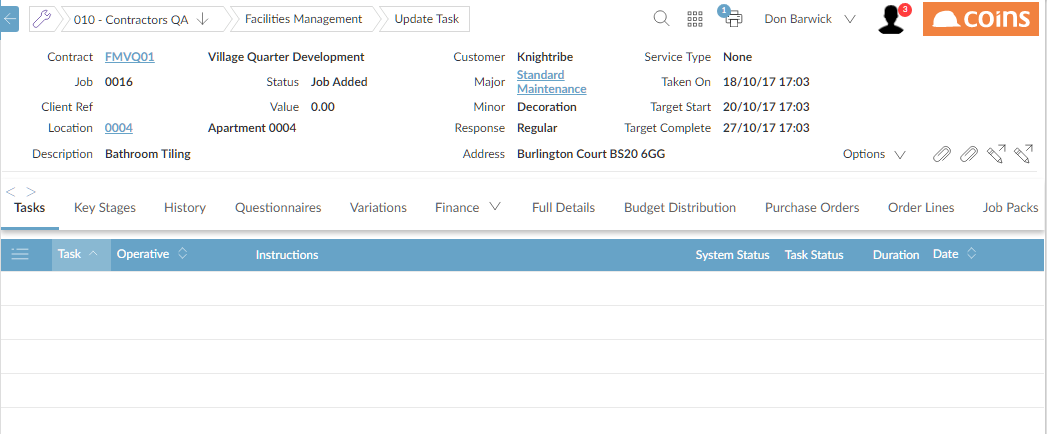 010 - Contractors QA Facilities Management Update Task 1 Don Barwick 3 COINS
Contract FMVQ01 Village Quarter Development Customer Knightribe Service Type None
Job 0016 Status Job Added Major Standard Maintenance Taken On 18/10/17 17:03
Client Ref Value 0.00 Minor Decoration Target Start 20/10/17 17:03
Location 0004 Apartment 0004 Response Regular Target Complete 27/10/17 17:03
Description Bathroom Tiling Address Burlington Court BS20 6GG Options
Tasks Key Stages History Questionnaires Variations Finance Full Details Budget Distribution Purchase Orders Order Lines Job Packs
Task Operative Instructions System Status Task Status Duration Date